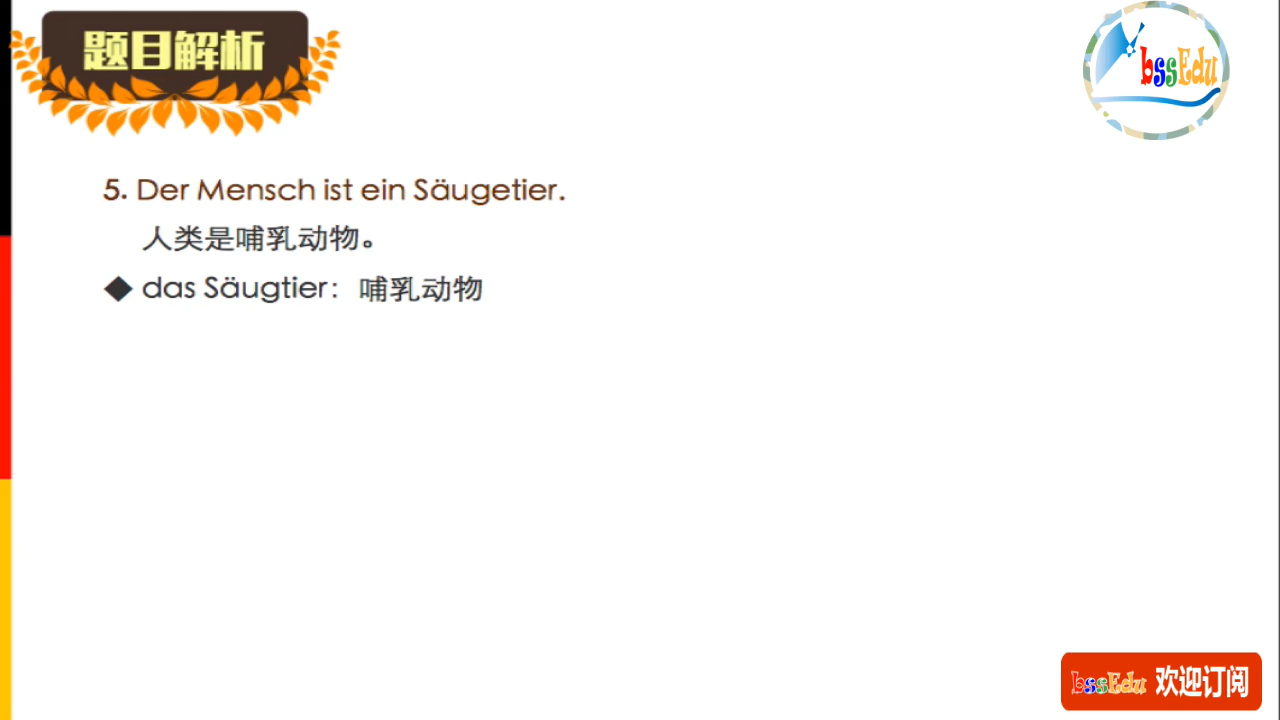 题目解析
bssEdu
5. Der Mensch ist ein Säugetier.
人类是哺乳动物。
◆ das Säugtier: 哺乳动物
bssEdu 欢迎订阅